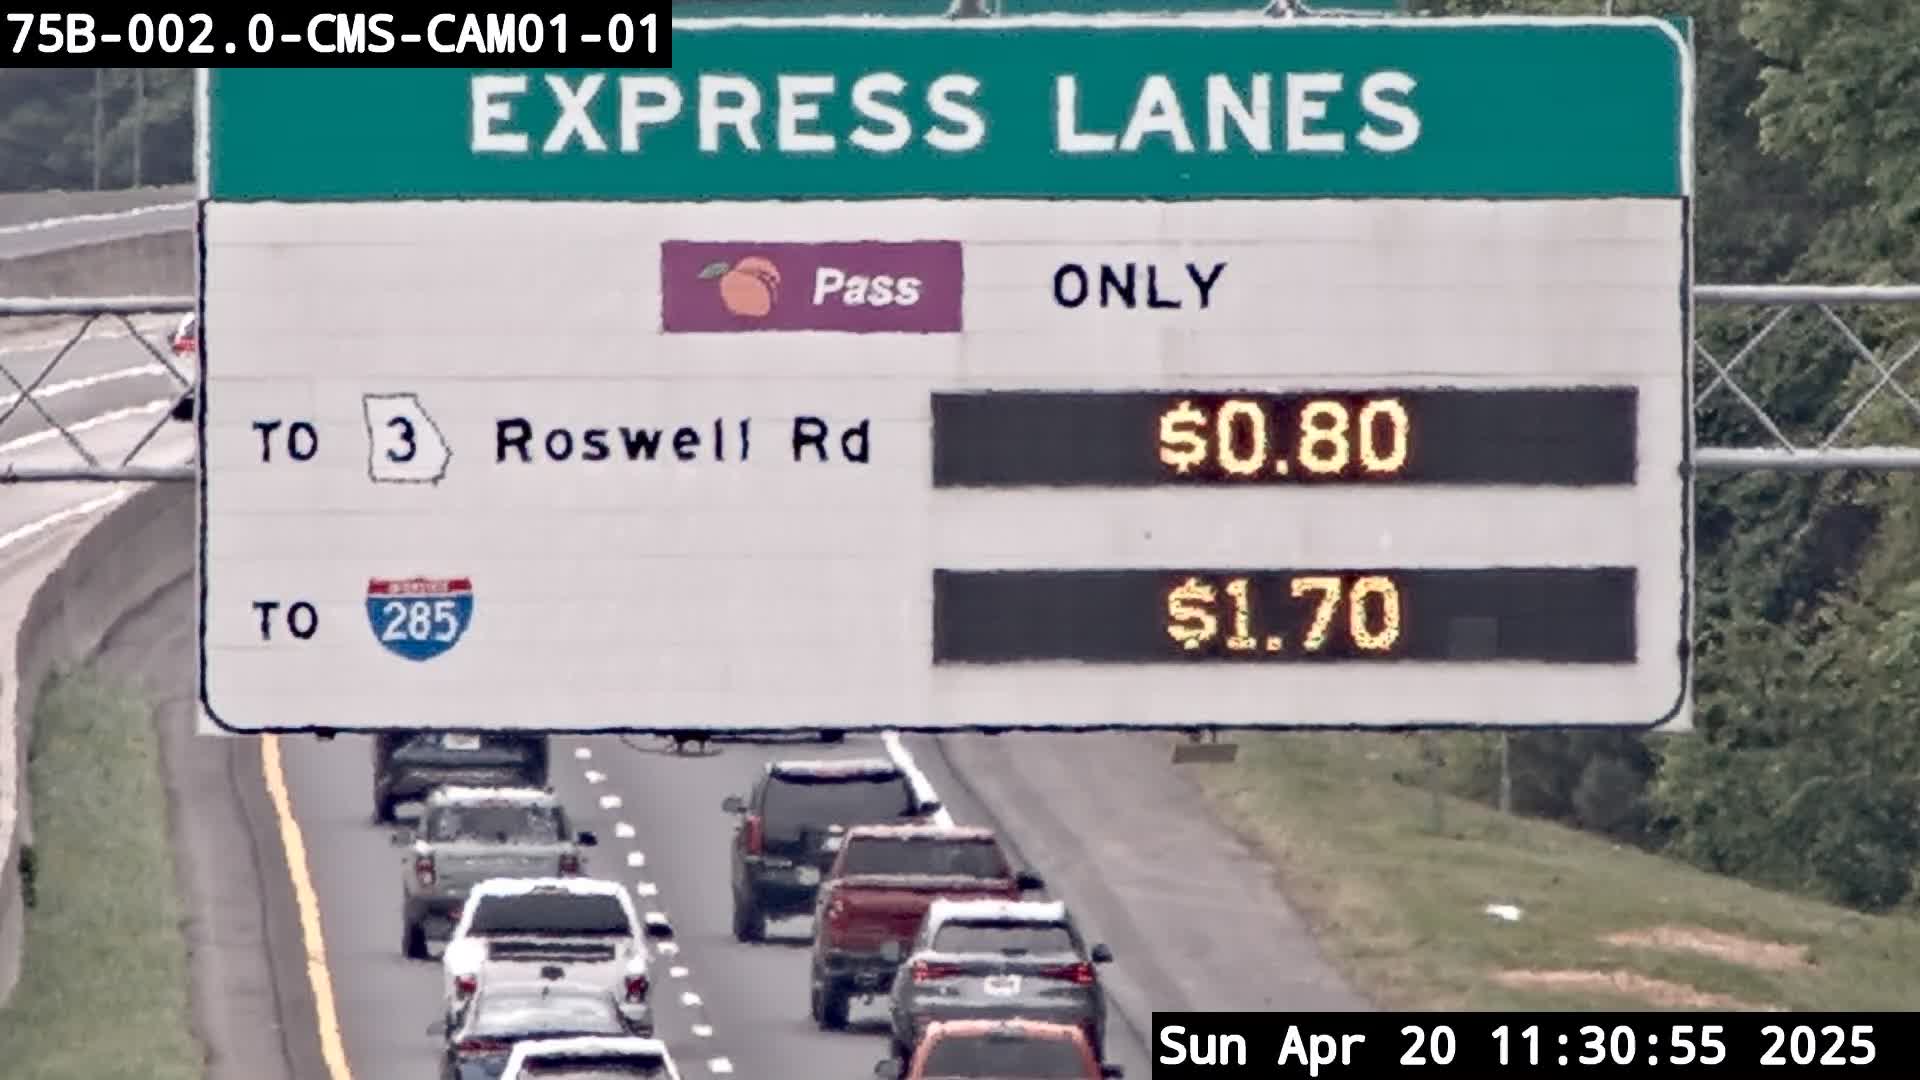 75B-002.0-CMS-CAM01-01
EXPRESS LANES
Pass ONLY
TO 3 Roswell Rd $0.80
TO 285 $1.70
Sun Apr 20 11:30:55 2025